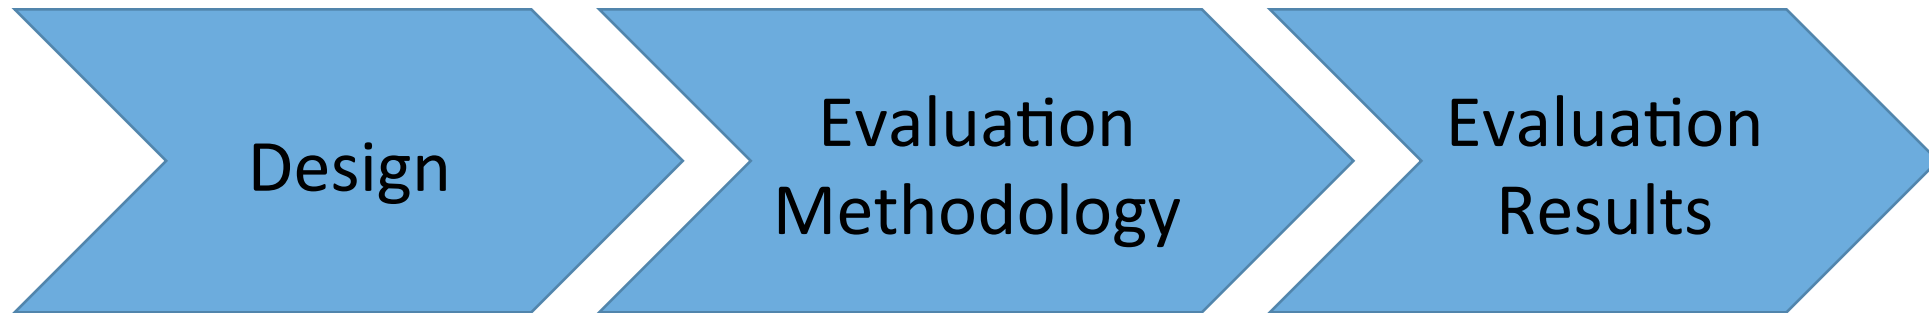 Design
Evaluation
Methodology
Evaluation
Results